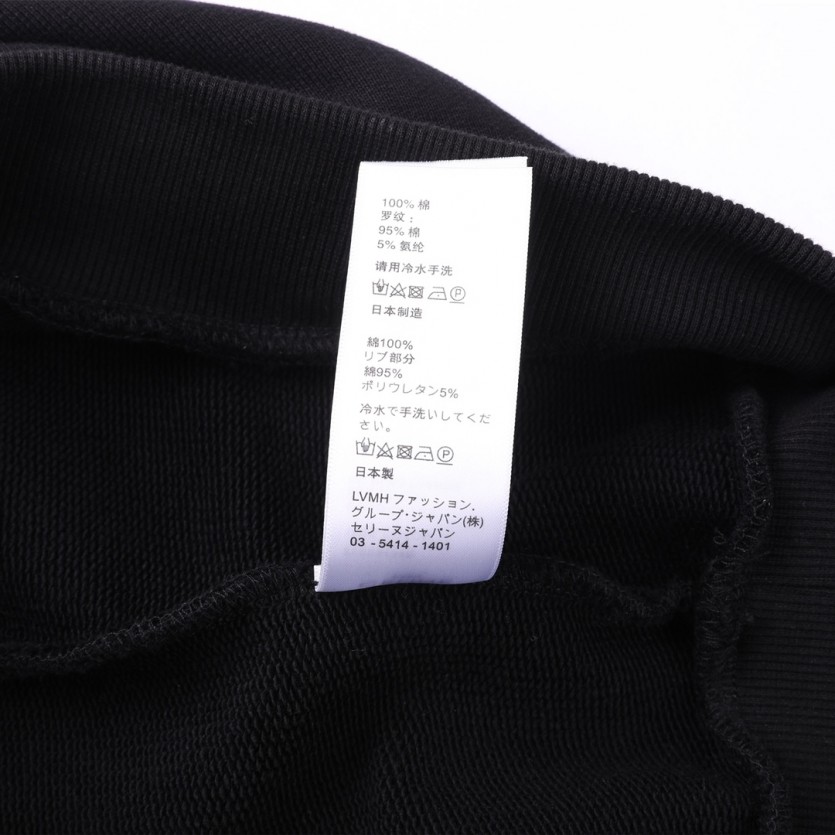 100% 棉
罗纹：
95% 棉
5% 氨纶
请用冷水手洗
P
日本制造
綿100%
リブ部分
綿95%
ポリウレタン5%
冷水で手洗いしてくだ
さい。
P
日本製
LVMH ファッション.
グループ･ジャパン(株)
セリーヌジャパン
03 - 5414 - 1401